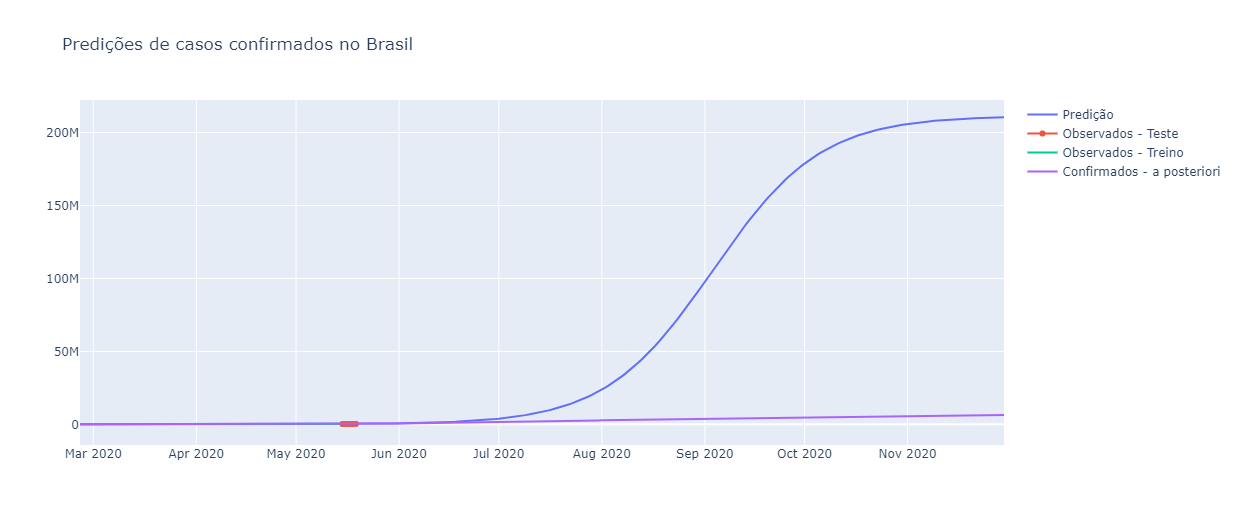 Predições de casos confirmados no Brasil
200M
150M
100M
50M
0
Mar 2020
Apr 2020
May 2020
Jun 2020
Jul 2020
Aug 2020
Sep 2020
Oct 2020
Nov 2020
Predição
Observados - Teste
Observados - Treino
Confirmados - a posteriori